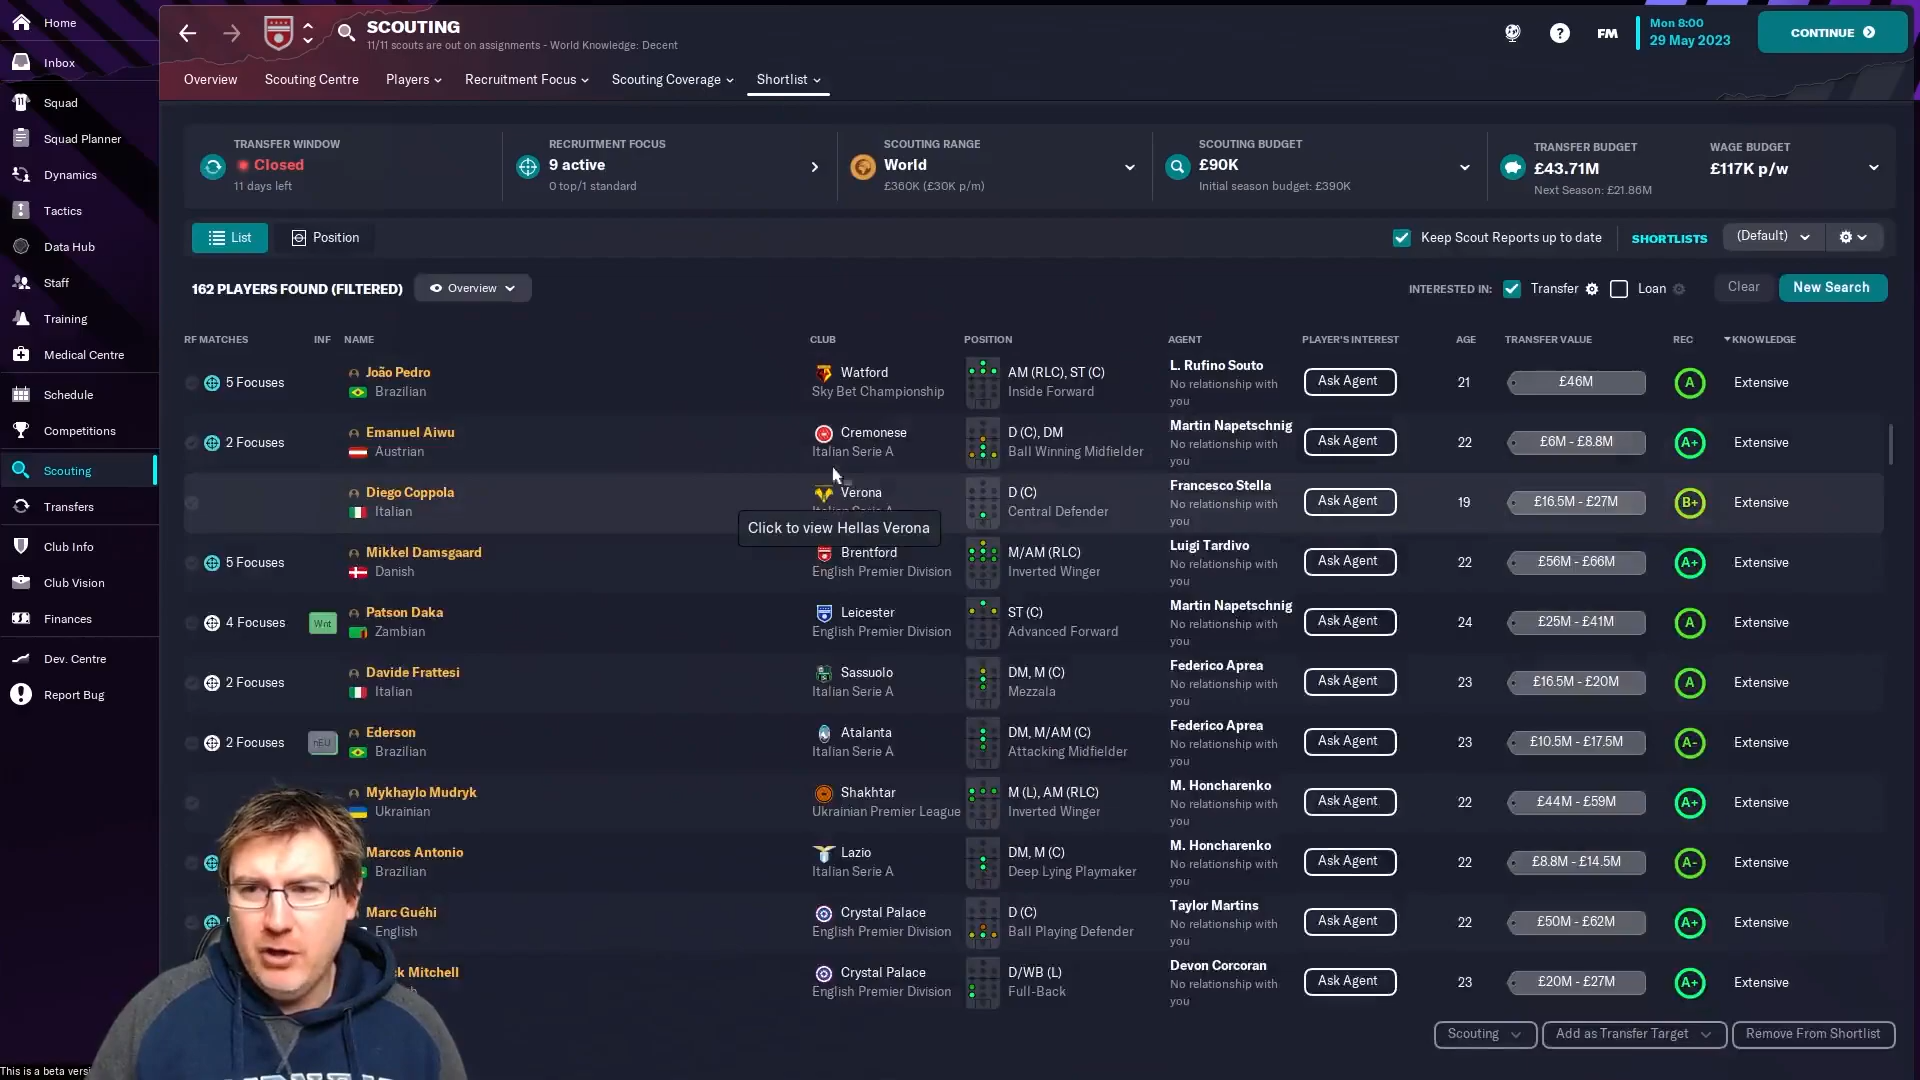 Home
Inbox
Squad
Squad Planner
Dynamics
Tactics
Data Hub
Staff
Training
Medical Centre
Schedule
Competitions
Scouting
Transfers
Club Info
Club Vision
Finances
Dev. Centre
Report Bug
This is a beta versi
SCOUTING
11/11 scouts are out on assignments - World Knowledge: Decent
FM
Mon 8:00
29 May 2023
CONTINUE
Overview
Scouting Centre
Players
Recruitment Focus
Scouting Coverage
Shortlist
TRANSFER WINDOW
Closed
11 days left
RECRUITMENT FOCUS
9 active
0 top/1 standard
SCOUTING RANGE
World
£360K (£30K p/m)
SCOUTING BUDGET
£90K
Initial season budget: £390K
TRANSFER BUDGET
£43.71M
Next Season: £21.86M
WAGE BUDGET
£117K p/w
List
Position
Keep Scout Reports up to date
SHORTLISTS
(Default)
162 PLAYERS FOUND (FILTERED)
Overview
INTERESTED IN:
Transfer
Loan
Clear
New Search
RF MATCHES INF NAME CLUB POSITION AGENT PLAYER'S INTEREST AGE TRANSFER VALUE REC KNOWLEDGE
5 Focuses João Pedro Watford AM (RLC), ST (C) L. Rufino Souto Ask Agent 21 £46M A Extensive
Brazilian Sky Bet Championship Inside Forward No relationship with
you
2 Focuses Emanuel Aiwu Cremonese D (C), DM Martin Napetschnig Ask Agent 22 £6M - £8.8M A+ Extensive
Austrian Italian Serie A Ball Winning Midfielder No relationship with
you
Diego Coppola Verona D (C) Francesco Stella Ask Agent 19 £16.5M - £27M B+ Extensive
Italian Italian Serie A Central Defender No relationship with
you
Click to view Hellas Verona
5 Focuses Mikkel Damsgaard Brentford M/AM (RLC) Luigi Tardivo Ask Agent 22 £56M - £66M A+ Extensive
Danish English Premier Division Inverted Winger No relationship with
you
4 Focuses Wnt Patson Daka Leicester ST (C) Martin Napetschnig Ask Agent 24 £25M - £41M A Extensive
Zambian English Premier Division Advanced Forward No relationship with
you
2 Focuses Davide Frattesi Sassuolo DM, M (C) Federico Aprea Ask Agent 23 £16.5M - £20M A Extensive
Italian Italian Serie A Mezzala No relationship with
you
2 Focuses nEU Ederson Atalanta DM, M/AM (C) Federico Aprea Ask Agent 23 £10.5M - £17.5M A- Extensive
Brazilian Italian Serie A Attacking Midfielder No relationship with
you
Mykhaylo Mudryk Shakhtar M (L), AM (RLC) M. Honcharenko Ask Agent 22 £44M - £59M A+ Extensive
Ukrainian Ukrainian Premier League Inverted Winger No relationship with
you
Marcos Antonio Lazio DM, M (C) M. Honcharenko Ask Agent 22 £8.8M - £14.5M A- Extensive
Brazilian Italian Serie A Deep Lying Playmaker No relationship with
you
Marc Guéhi Crystal Palace D (C) Taylor Martins Ask Agent 22 £50M - £62M A+ Extensive
English English Premier Division Ball Playing Defender No relationship with
you
ck Mitchell Crystal Palace D/WB (L) Devon Corcoran Ask Agent 23 £20M - £27M A+ Extensive
English Premier Division Full-Back No relationship with
you
Scouting
Add as Transfer Target
Remove From Shortlist